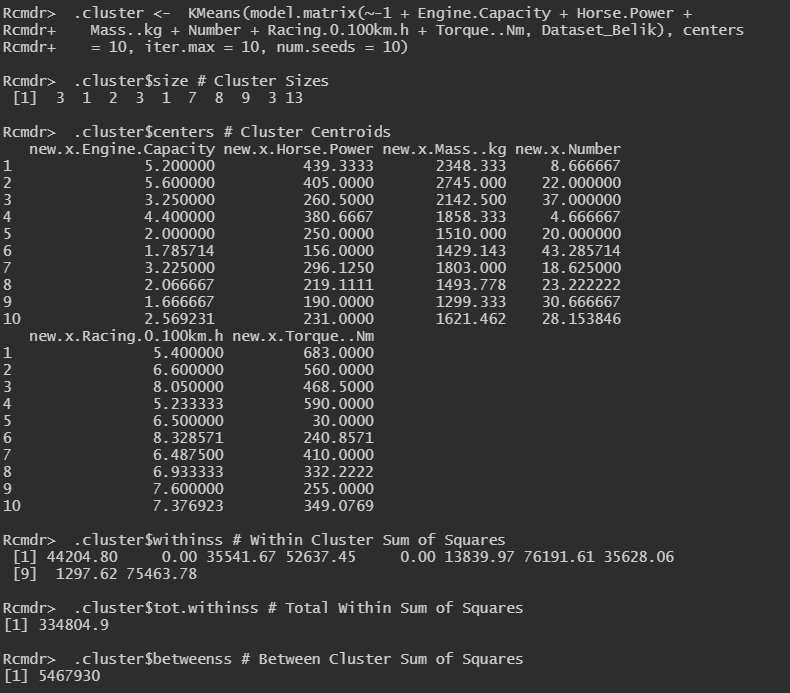 Rcmdr>  .cluster <-  KMeans(model.matrix(~-1 + Engine.Capacity + Horse.Power +
Rcmdr+    Mass..kg + Number + Racing.0.100km.h + Torque..Nm, Dataset_Belik), centers
Rcmdr+    = 10, iter.max = 10, num.seeds = 10)
Rcmdr>  .cluster$size # Cluster Sizes
 [1]  3  1  2  3  1  7  8  9  3 13
Rcmdr>  .cluster$centers # Cluster Centroids
   new.x.Engine.Capacity new.x.Horse.Power new.x.Mass..kg new.x.Number
1               5.200000          439.3333       2348.333     8.666667
2               5.600000          405.0000       2745.000    22.000000
3               3.250000          260.5000       2142.500    37.000000
4               4.400000          380.6667       1858.333     4.666667
5               2.000000          250.0000       1510.000    20.000000
6               1.785714          156.0000       1429.143    43.285714
7               3.225000          296.1250       1803.000    18.625000
8               2.066667          219.1111       1493.778    23.222222
9               1.666667          190.0000       1299.333    30.666667
10              2.569231          231.0000       1621.462    28.153846
   new.x.Racing.0.100km.h new.x.Torque..Nm
1                5.400000         683.0000
2                6.600000         560.0000
3                8.050000         468.5000
4                5.233333         590.0000
5                6.500000          30.0000
6                8.328571         240.8571
7                6.487500         410.0000
8                6.933333         332.2222
9                7.600000         255.0000
10               7.376923         349.0769
Rcmdr>  .cluster$withinss # Within Cluster Sum of Squares
 [1] 44204.80     0.00 35541.67 52637.45     0.00 13839.97 76191.61 35628.06
 [9]  1297.62 75463.78
Rcmdr>  .cluster$tot.withinss # Total Within Sum of Squares
[1] 334804.9
Rcmdr>  .cluster$betweenss # Between Cluster Sum of Squares
[1] 5467930